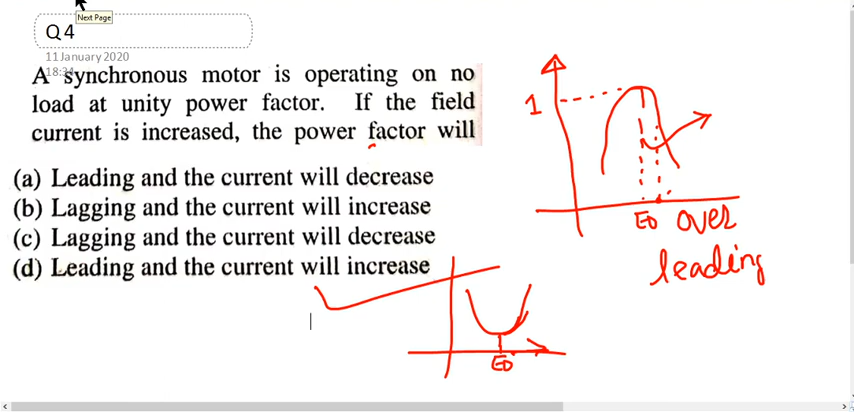 Next Page
Q4
11 January 2020
18:34
A synchronous motor is operating on no
load at unity power factor. If the field
current is increased, the power factor will
(a) Leading and the current will decrease
(b) Lagging and the current will increase
(c) Lagging and the current will decrease
(d) Leading and the current will increase
1
ED over
leading
ED